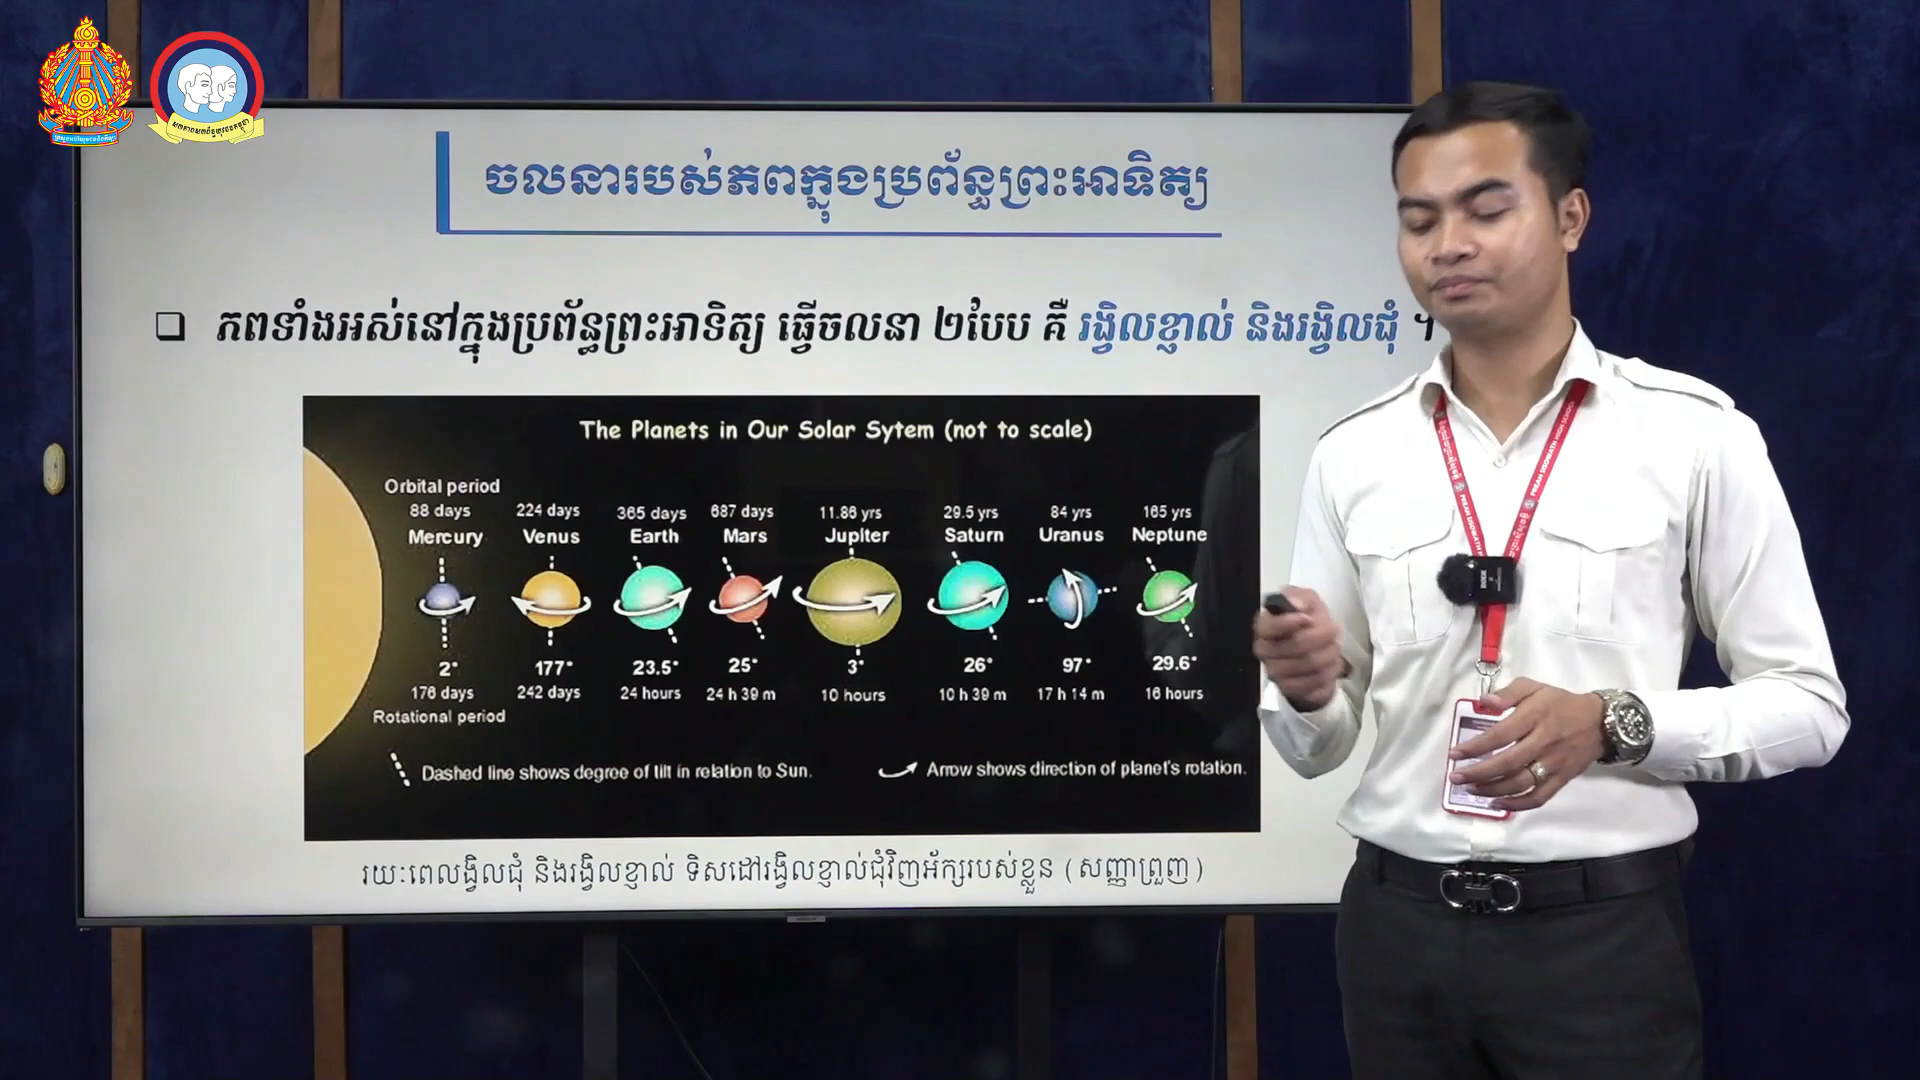 ចលនារបស់ភពក្នុងប្រព័ន្ធព្រះអាទិត្យ
❑ ភពទាំងអស់នៅក្នុងប្រព័ន្ធព្រះអាទិត្យ ធ្វើចលនា ២បែប គឺ រង្វិលខ្ញាល់ និងរង្វិលជុំ ។
The Planets in Our Solar Sytem (not to scale)
Orbital period
88 days 224 days 365 days 687 days 11.86 yrs 29.5 yrs 84 yrs 165 yrs
Mercury Venus Earth Mars Jupiter Saturn Uranus Neptune
2° 177° 23.5° 25° 3° 26° 97° 29.6°
176 days 242 days 24 hours 24 h 39 m 10 hours 10 h 39 m 17 h 14 m 16 hours
Rotational period
Dashed line shows degree of tilt in relation to Sun. Arrow shows direction of planet's rotation.
រយៈពេលង្វិលជុំ និងរង្វិលខ្ញាល់ ទិសដៅរង្វិលខ្ញាល់ជុំវិញអ័ក្សរបស់ខ្លួន (សញ្ញាព្រួញ)
PREAH SISOWATH HIGH SCHOOL